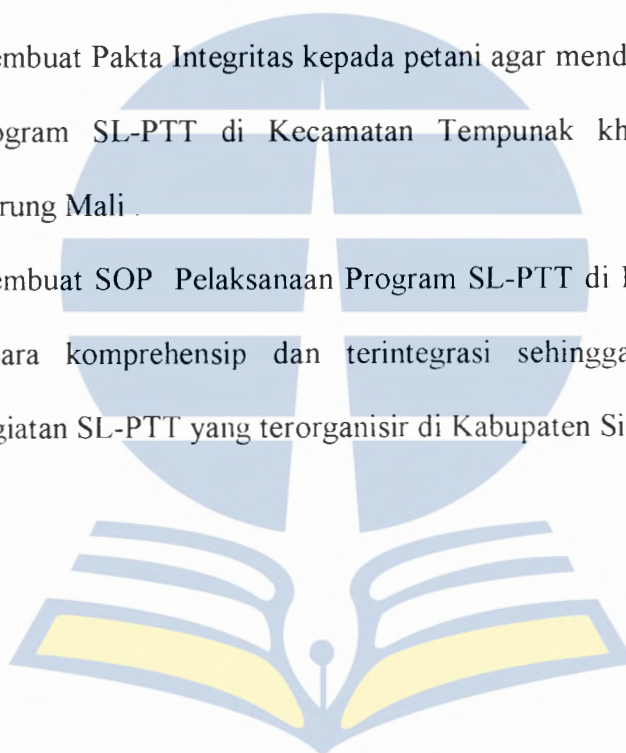 embuat Pakta Integritas kepada petani agar mend
ogram SL-PTT di Kecamatan Tempunak kh
rung Mali
embuat SOP Pelaksanaan Program SL-PTT di
ara komprehensip dan terintegrasi sehingga
giatan SL-PTT yang terorganisir di Kabupaten Si